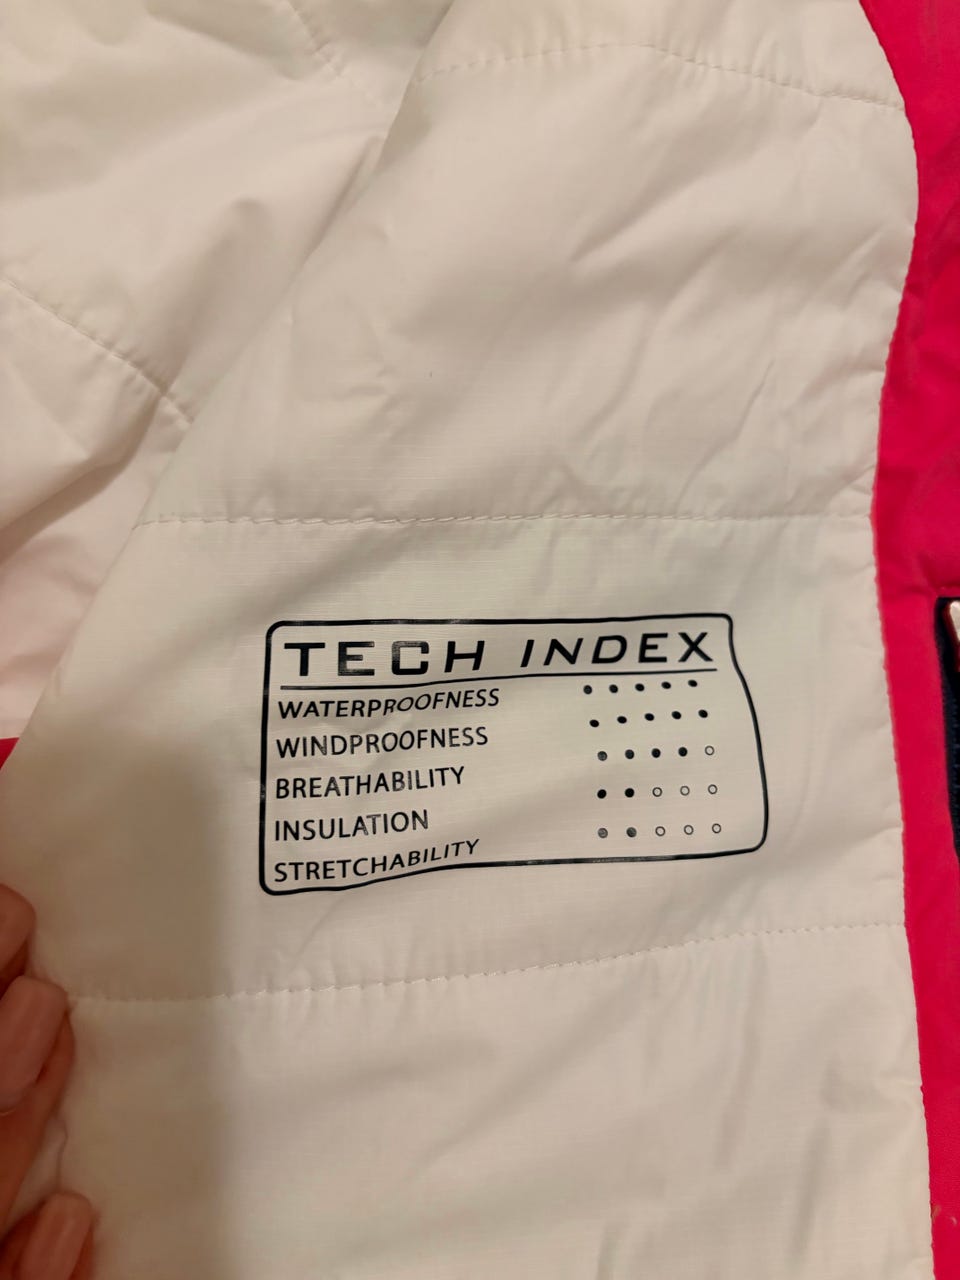 TECH INDEX
WATERPROOFNESS ● ● ● ● ●
WINDPROOFNESS ● ● ● ● ●
BREATHABILITY ● ● ● ● ○
INSULATION ● ● ○ ○ ○
STRETCHABILITY ● ● ○ ○ ○